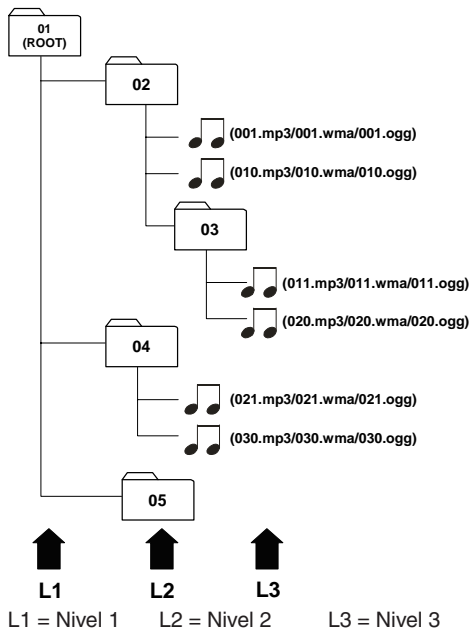 01
(ROOT)
02
(001.mp3/001.wma/001.ogg)
(010.mp3/010.wma/010.ogg)
03
(011.mp3/011.wma/011.ogg)
(020.mp3/020.wma/020.ogg)
04
(021.mp3/021.wma/021.ogg)
(030.mp3/030.wma/030.ogg)
05
L1 L2 L3
L1 = Nivel 1 L2 = Nivel 2 L3 = Nivel 3